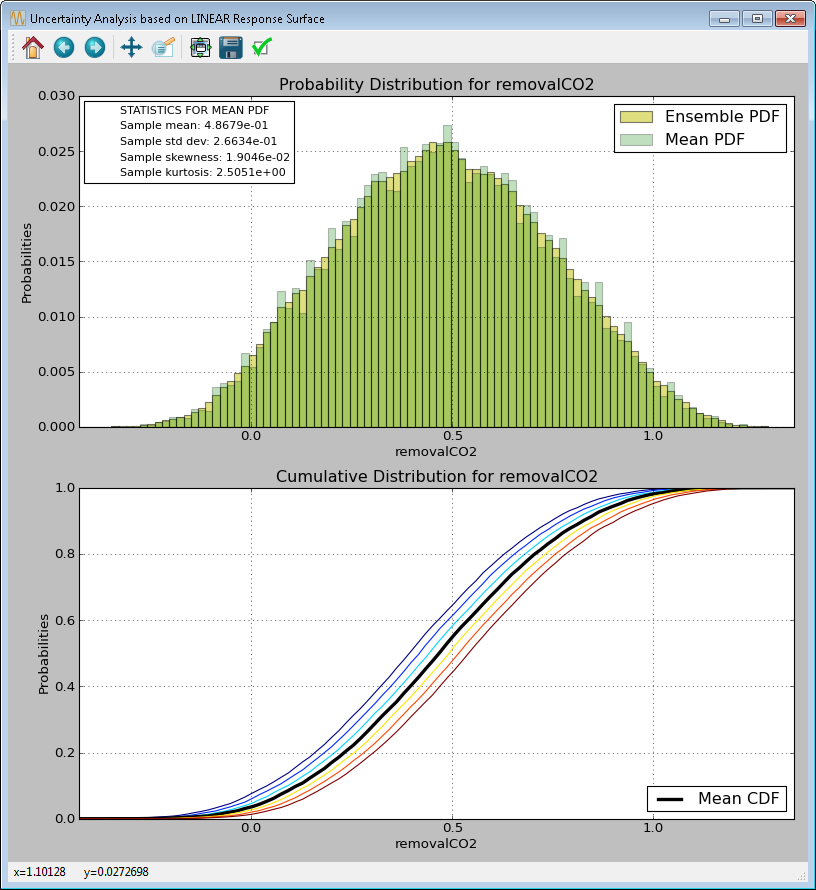 Uncertainty Analysis based on LINEAR Response Surface
Probability Distribution for removalCO2
STATISTICS FOR MEAN PDF
Sample mean: 4.8679e-01
Sample std dev: 2.6634e-01
Sample skewness: 1.9046e-02
Sample kurtosis: 2.5051e+00
Ensemble PDF
Mean PDF
Probabilities
0.030
0.025
0.020
0.015
0.010
0.005
0.000
0.0 0.5 1.0
removalCO2
Cumulative Distribution for removalCO2
Probabilities
1.0
0.8
0.6
0.4
0.2
0.0
Mean CDF
0.0 0.5 1.0
removalCO2
x=1.10128 y=0.0272698